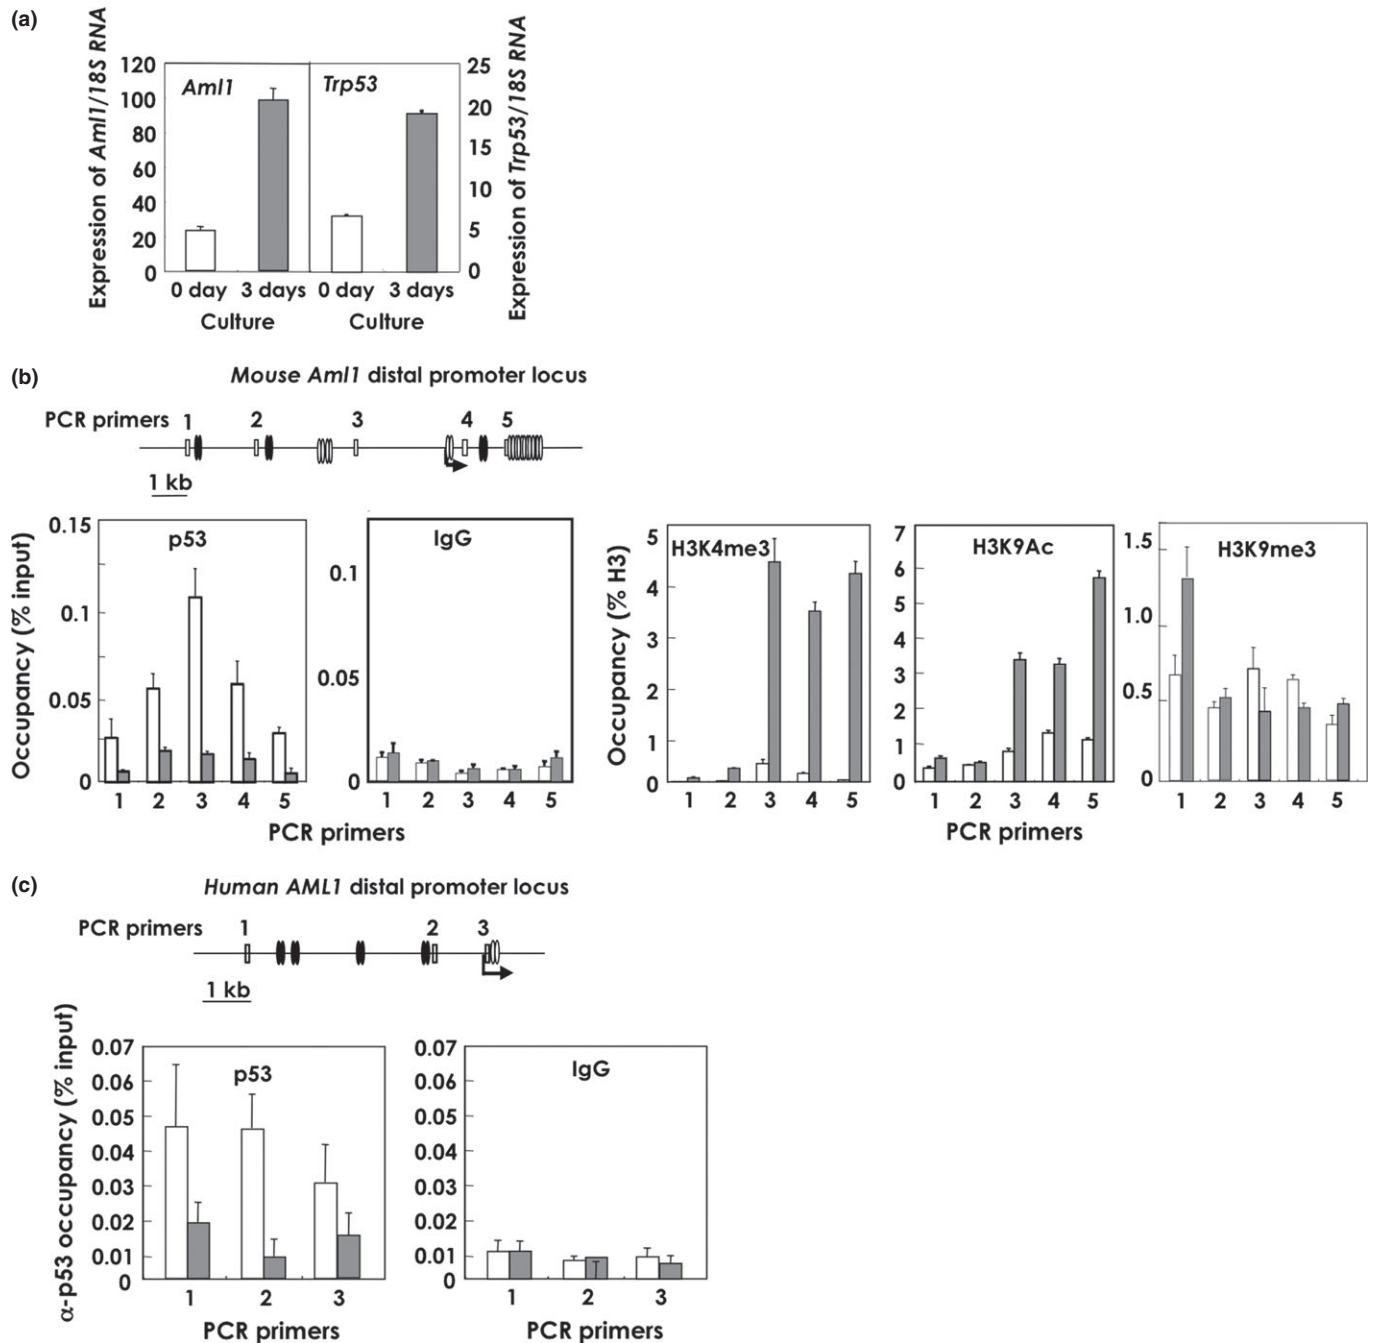 (a)
Expression of Aml1/18S RNA
120
100
80
60
40
20
0
Aml1
Trp53
25
20
15
10
5
0
Expression of Trp53/18S RNA
0 day 3 days 0 day 3 days
Culture Culture
(b)
Mouse Aml1 distal promoter locus
PCR primers 1 2 3 4 5
1 kb
Occupancy (% input)
0.15
0.1
0.05
0
p53
1 2 3 4 5
IgG
0.1
0.05
0
1 2 3 4 5
PCR primers
Occupancy (% H3)
5
4
3
2
1
0
H3K4me3
1 2 3 4 5
7
6
5
4
3
2
1
0
H3K9Ac
1 2 3 4 5
PCR primers
1.5
1.0
0.5
0
H3K9me3
1 2 3 4 5
(c)
Human AML1 distal promoter locus
PCR primers 1 2 3
1 kb
α-p53 occupancy (% input)
0.07
0.06
0.05
0.04
0.03
0.02
0.01
0
p53
1 2 3
PCR primers
0.07
0.06
0.05
0.04
0.03
0.02
0.01
0
IgG
1 2 3
PCR primers